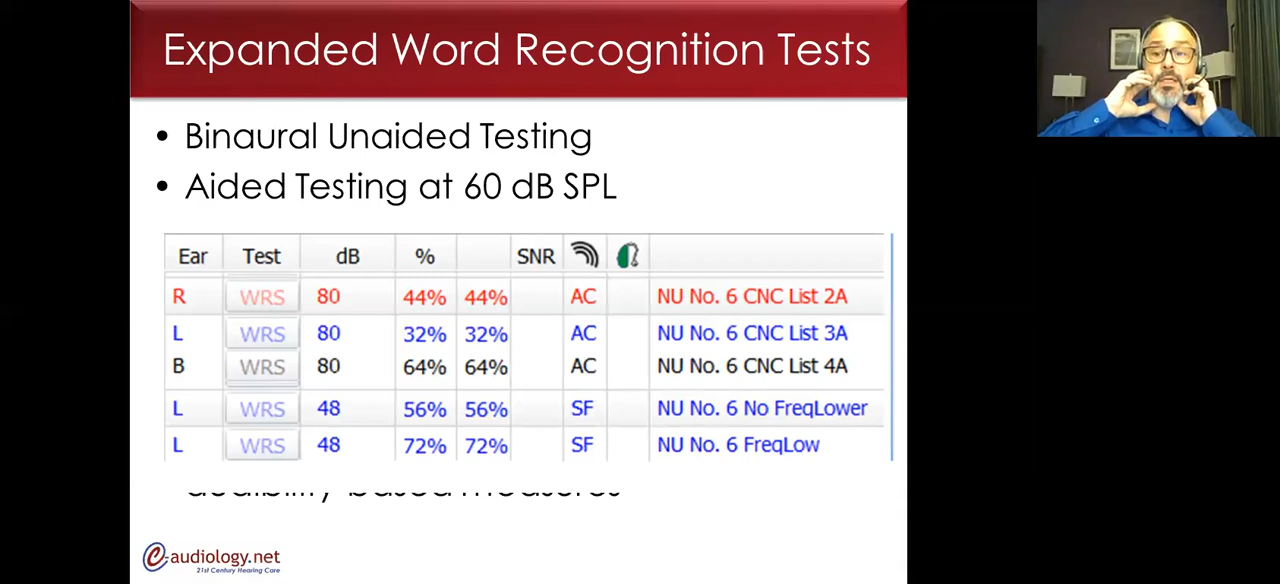 Expanded Word Recognition Tests
• Binaural Unaided Testing
• Aided Testing at 60 dB SPL
Ear Test dB % SNR
R WRS 80 44% 44% AC NU No. 6 CNC List 2A
L WRS 80 32% 32% AC NU No. 6 CNC List 3A
B WRS 80 64% 64% AC NU No. 6 CNC List 4A
L WRS 48 56% 56% SF NU No. 6 No FreqLower
L WRS 48 72% 72% SF NU No. 6 FreqLow
audibility-based measures
e-audiology.net
21st Century Hearing Care